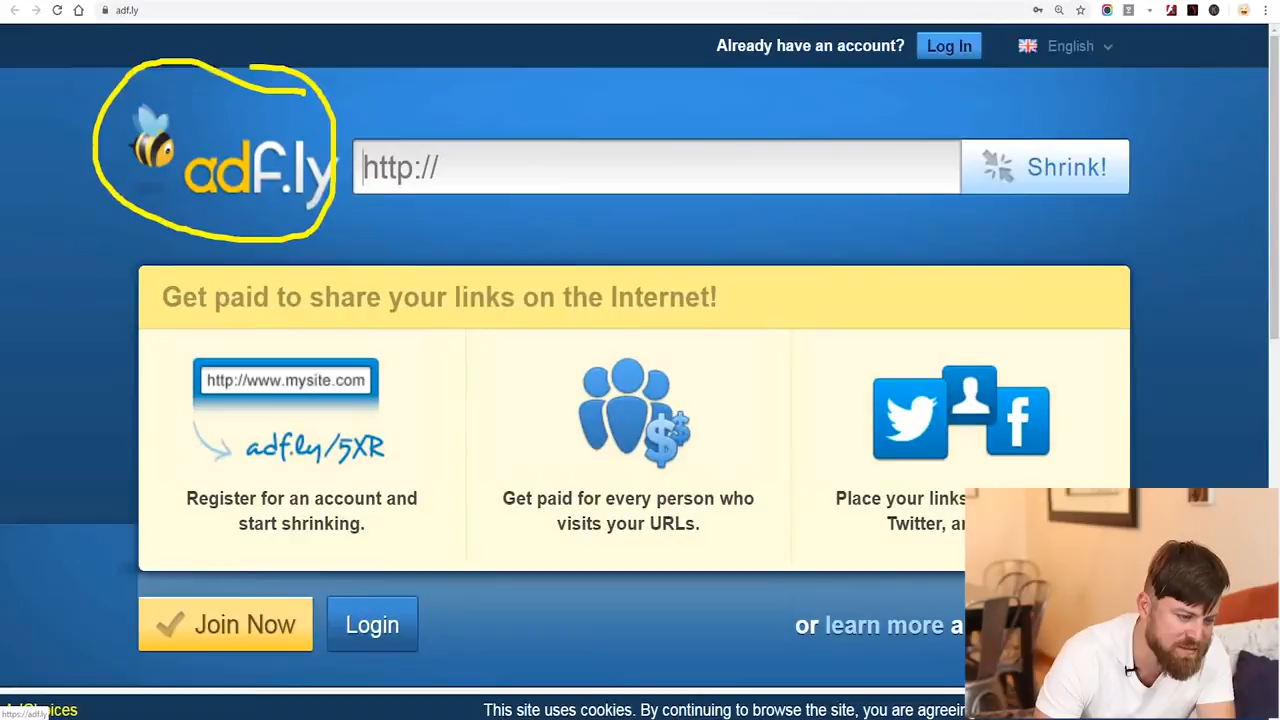 adf.ly
Already have an account?
Log In
English
adf.ly
http://
Shrink!
Get paid to share your links on the Internet!
http://www.mysite.com
adf.ly/5XR
Register for an account and
start shrinking.
Get paid for every person who
visits your URLs.
Place your links
Twitter,
Join Now
Login
or learn more
https://adf.ly
This site uses cookies. By continuing to browse the site, you are